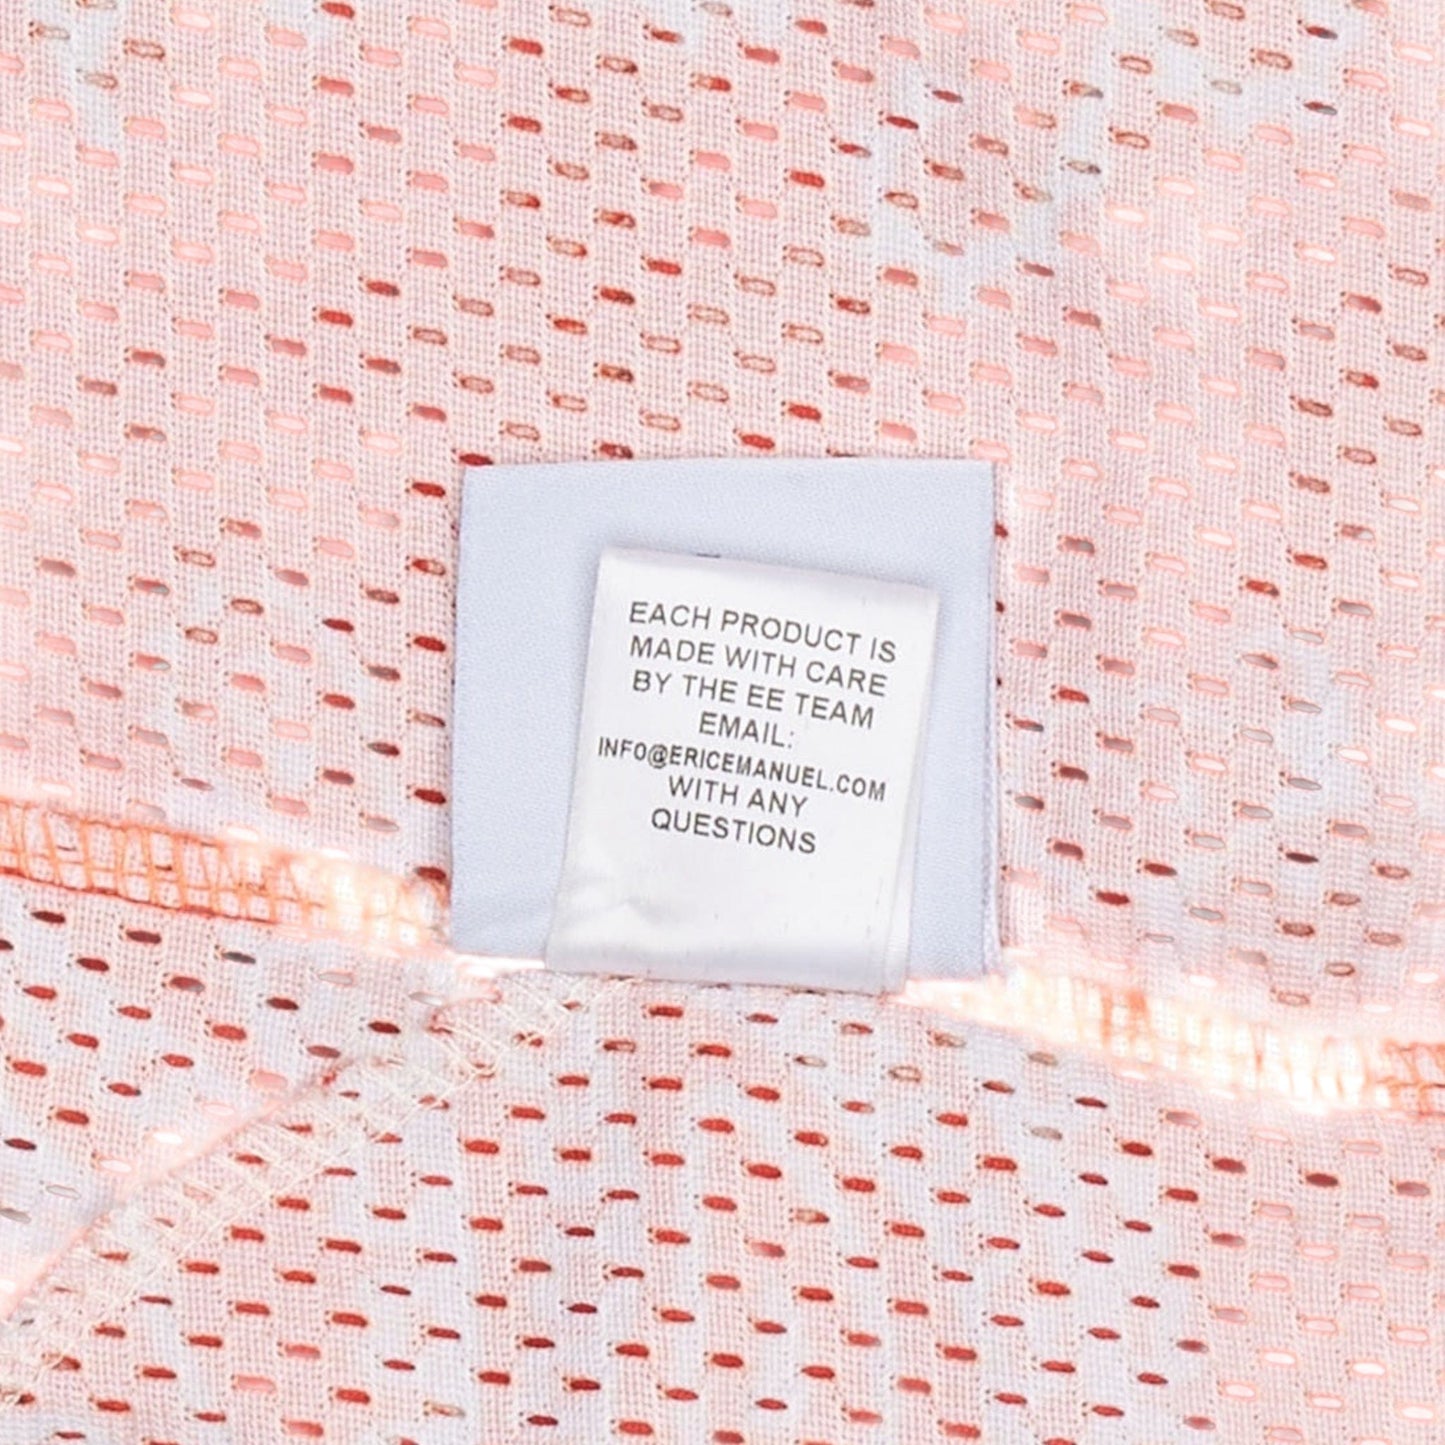 EACH PRODUCT IS
MADE WITH CARE
BY THE EE TEAM
EMAIL:
INFO@ERICEMANUEL.COM
WITH ANY
QUESTIONS